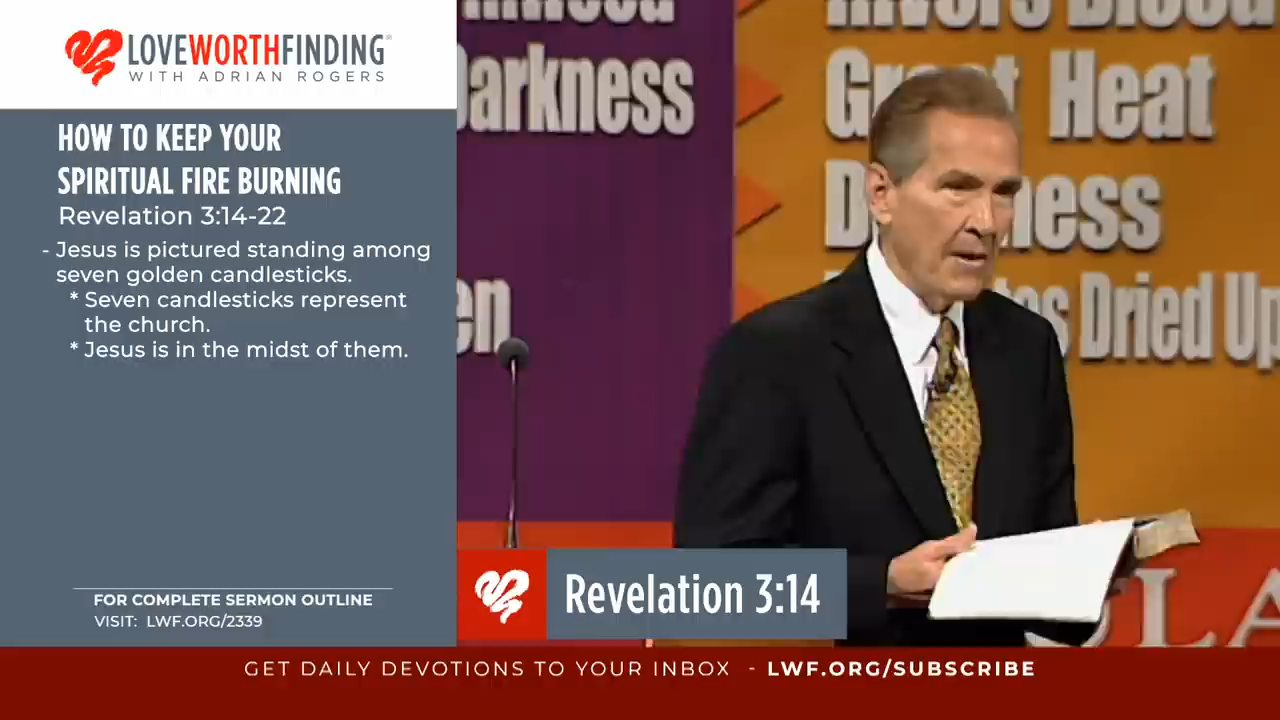 LOVEWORTHFINDING®
WITH ADRIAN ROGERS
HOW TO KEEP YOUR
SPIRITUAL FIRE BURNING
Revelation 3:14-22
- Jesus is pictured standing among
seven golden candlesticks.
* Seven candlesticks represent
the church.
* Jesus is in the midst of them.
FOR COMPLETE SERMON OUTLINE
VISIT: LWF.ORG/2339
Darkness
Heat
Dried Up
Revelation 3:14
GET DAILY DEVOTIONS TO YOUR INBOX - LWF.ORG/SUBSCRIBE